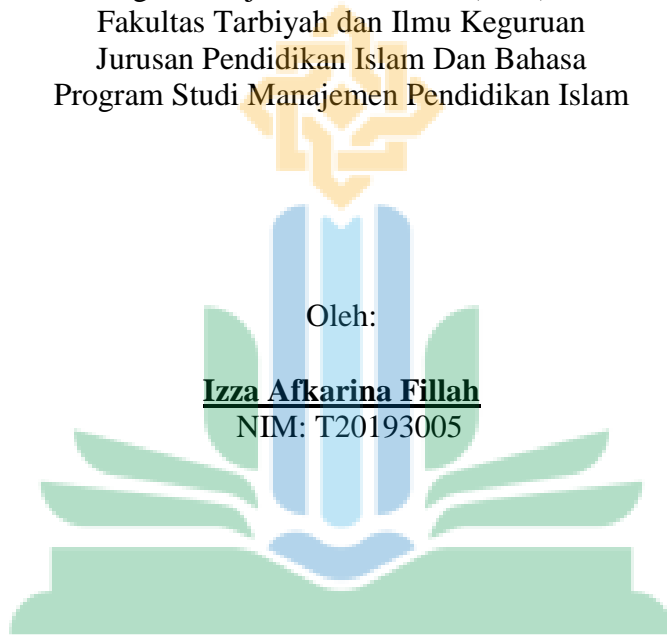 Fakultas Tarbiyah dan Ilmu Keguruan
Jurusan Pendidikan Islam Dan Bahasa
Program Studi Manajemen Pendidikan Islam
Oleh:
Izza Afkarina Fillah
NIM: T20193005